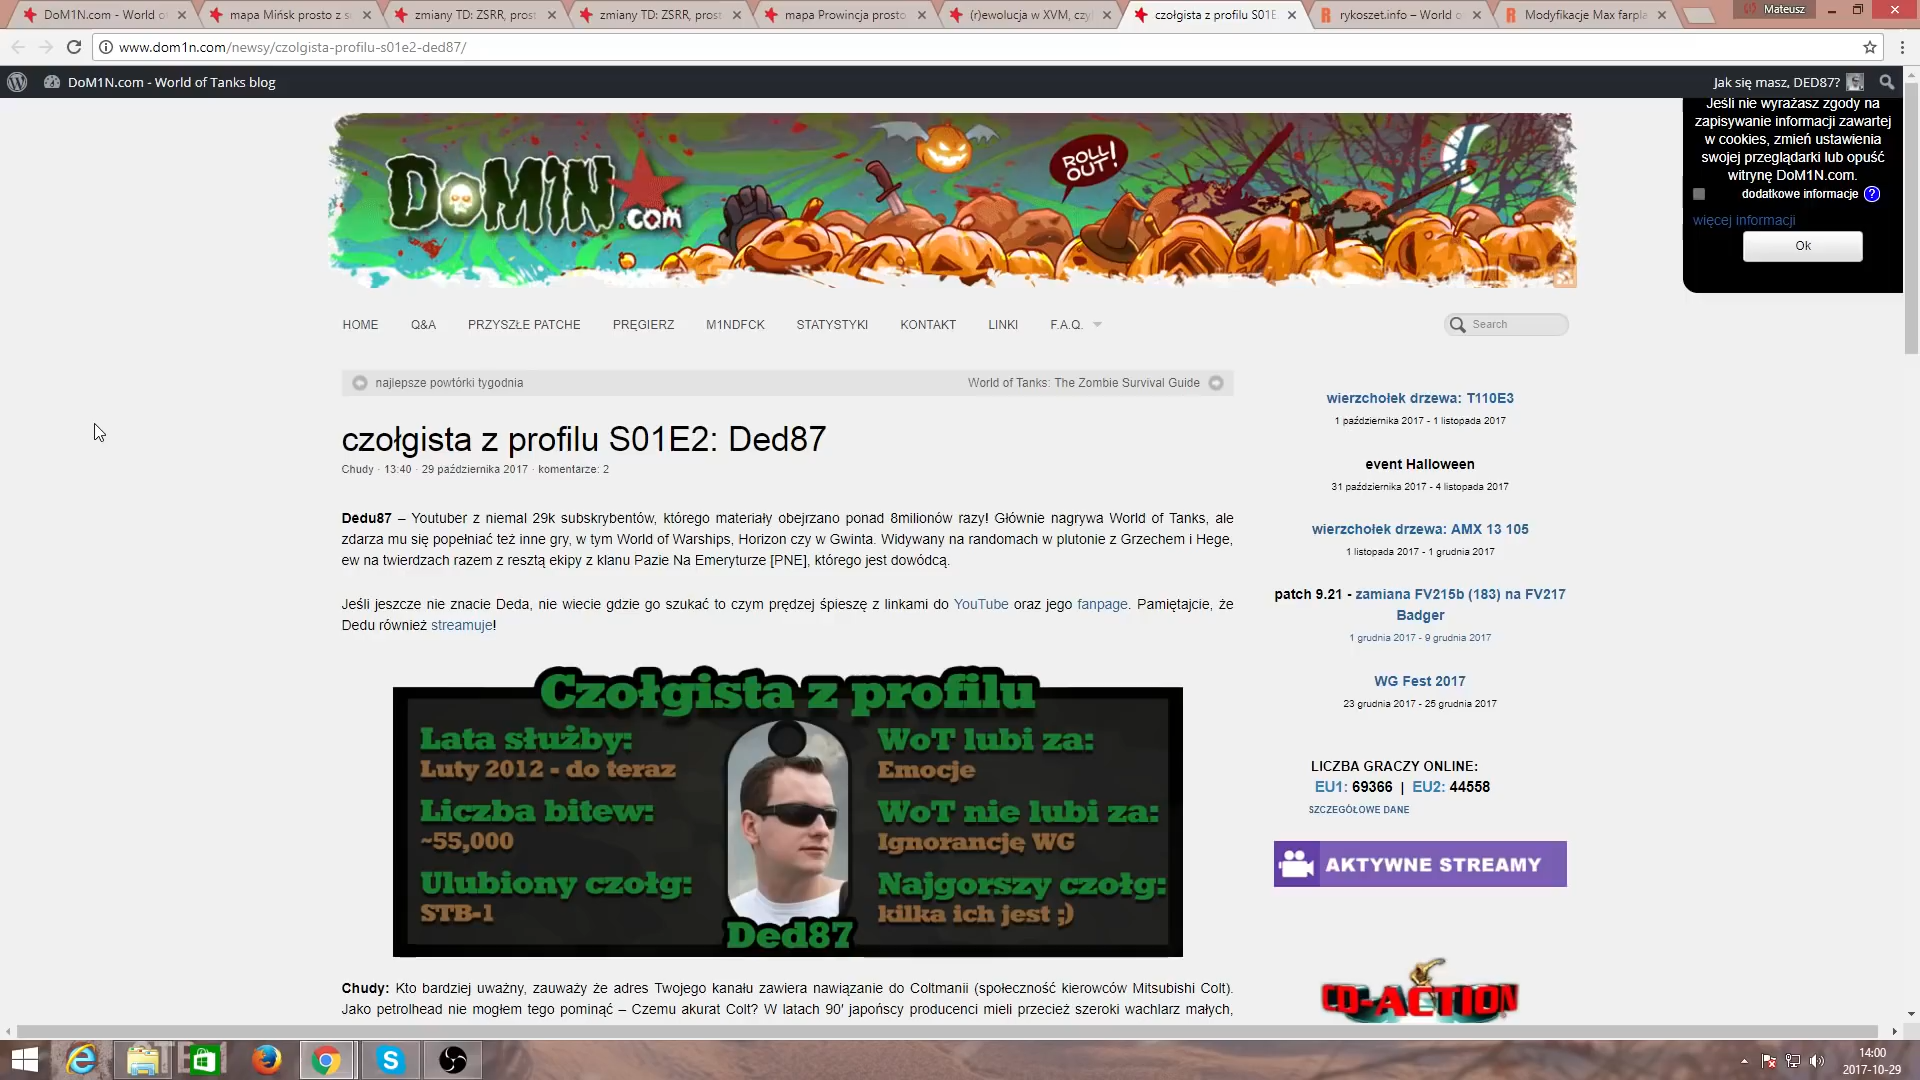 DoM1N.com - World o
mapa Mińsk prosto z s
zmiany TD: ZSRR, prost
zmiany TD: ZSRR, prost
mapa Prowincja prosto
(r)ewolucja w XVM, czy
czołgista z profilu S01E
rykoszet.info – World o
Modyfikacje Max farpla
Mateusz
www.dom1n.com/newsy/czolgista-profilu-s01e2-ded87/
DoM1N.com - World of Tanks blog
Jak się masz, DED87?
Jeśli nie wyrażasz zgody na
zapisywanie informacji zawartej
w cookies, zmień ustawienia
swojej przeglądarki lub opuść
witrynę DoM1N.com.
dodatkowe informacje ?
więcej informacji
Ok
DoM1N
.com
ROLL
OUT!
HOME
Q&A
PRZYSZŁE PATCHE
PRĘGIERZ
M1NDFCK
STATYSTYKI
KONTAKT
LINKI
F.A.Q.
Search
najlepsze powtórki tygodnia
World of Tanks: The Zombie Survival Guide
czołgista z profilu S01E2: Ded87
Chudy · 13:40 · 29 października 2017 · komentarze: 2
Dedu87 – Youtuber z niemal 29k subskrybentów, którego materiały obejrzano ponad 8milionów razy! Głównie nagrywa World of Tanks, ale
zdarza mu się popełniać też inne gry, w tym World of Warships, Horizon czy w Gwinta. Widywany na randomach w plutonie z Grzechem i Hege,
ew na twierdzach razem z resztą ekipy z klanu Pazie Na Emeryturze [PNE], którego jest dowódcą.
Jeśli jeszcze nie znacie Deda, nie wiecie gdzie go szukać to czym prędzej śpieszę z linkami do YouTube oraz jego fanpage. Pamiętajcie, że
Dedu również streamuje!
Czołgista z profilu
Lata służby:
Luty 2012 - do teraz
Liczba bitew:
~55,000
Ulubiony czołg:
STB-1
WoT lubi za:
Emocje
WoT nie lubi za:
Ignorancję WG
Najgorszy czołg:
kilka ich jest ;)
Ded87
Chudy: Kto bardziej uważny, zauważy że adres Twojego kanału zawiera nawiązanie do Coltmanii (społeczność kierowców Mitsubishi Colt).
Jako petrolhead nie mogłem tego pominąć – Czemu akurat Colt? W latach 90′ japońscy producenci mieli przecież szeroki wachlarz małych,
wierzchołek drzewa: T110E3
1 października 2017 - 1 listopada 2017
event Halloween
31 października 2017 - 4 listopada 2017
wierzchołek drzewa: AMX 13 105
1 listopada 2017 - 1 grudnia 2017
patch 9.21 - zamiana FV215b (183) na FV217
Badger
1 grudnia 2017 - 9 grudnia 2017
WG Fest 2017
23 grudnia 2017 - 25 grudnia 2017
LICZBA GRACZY ONLINE:
EU1: 69366 | EU2: 44558
SZCZEGÓŁOWE DANE
AKTYWNE STREAMY
CD-ACTION
14:00
2017-10-29